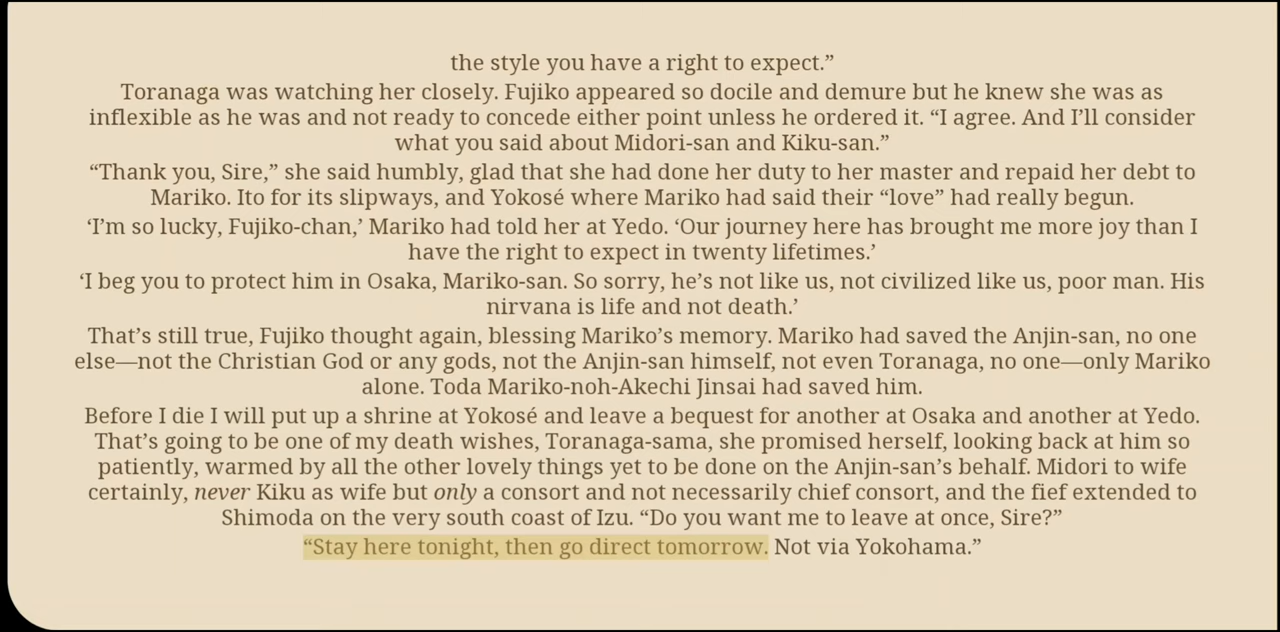 the style you have a right to expect.”
Toranaga was watching her closely. Fujiko appeared so docile and demure but he knew she was as
inflexible as he was and not ready to concede either point unless he ordered it. “I agree. And I’ll consider
what you said about Midori-san and Kiku-san.”
“Thank you, Sire,” she said humbly, glad that she had done her duty to her master and repaid her debt to
Mariko. Ito for its slipways, and Yokosé where Mariko had said their “love” had really begun.
‘I’m so lucky, Fujiko-chan,’ Mariko had told her at Yedo. ‘Our journey here has brought me more joy than I
have the right to expect in twenty lifetimes.’
‘I beg you to protect him in Osaka, Mariko-san. So sorry, he’s not like us, not civilized like us, poor man. His
nirvana is life and not death.’
That’s still true, Fujiko thought again, blessing Mariko’s memory. Mariko had saved the Anjin-san, no one
else—not the Christian God or any gods, not the Anjin-san himself, not even Toranaga, no one—only Mariko
alone. Toda Mariko-noh-Akechi Jinsai had saved him.
Before I die I will put up a shrine at Yokosé and leave a bequest for another at Osaka and another at Yedo.
That’s going to be one of my death wishes, Toranaga-sama, she promised herself, looking back at him so
patiently, warmed by all the other lovely things yet to be done on the Anjin-san’s behalf. Midori to wife
certainly, never Kiku as wife but only a consort and not necessarily chief consort, and the fief extended to
Shimoda on the very south coast of Izu. “Do you want me to leave at once, Sire?”
“Stay here tonight, then go direct tomorrow. Not via Yokohama.”